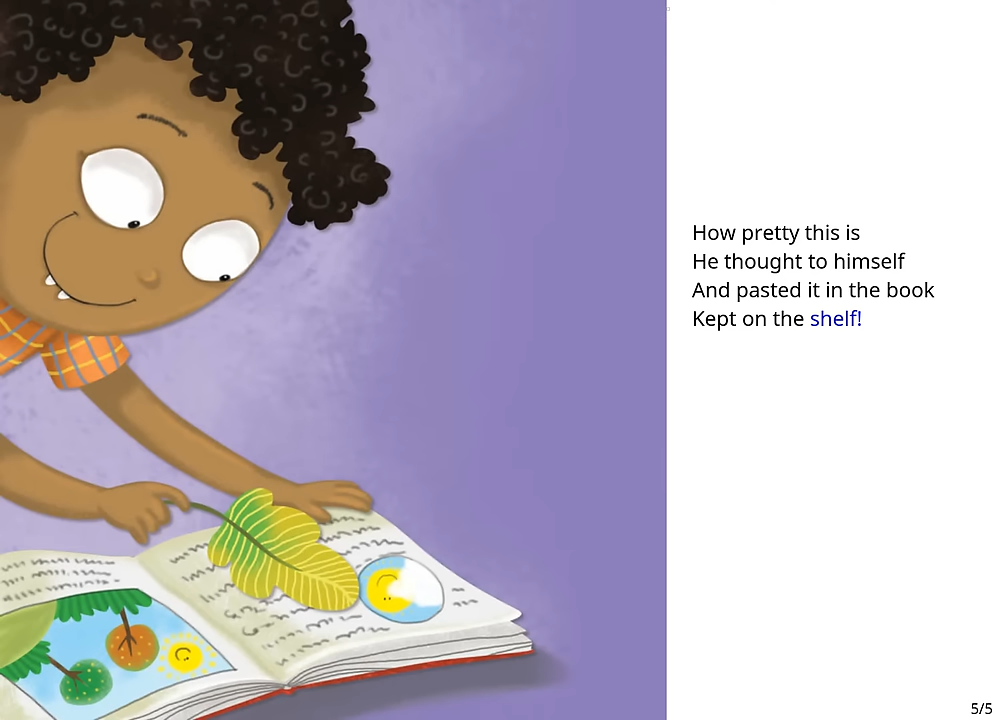 How pretty this is
He thought to himself
And pasted it in the book
Kept on the shelf!
5/5